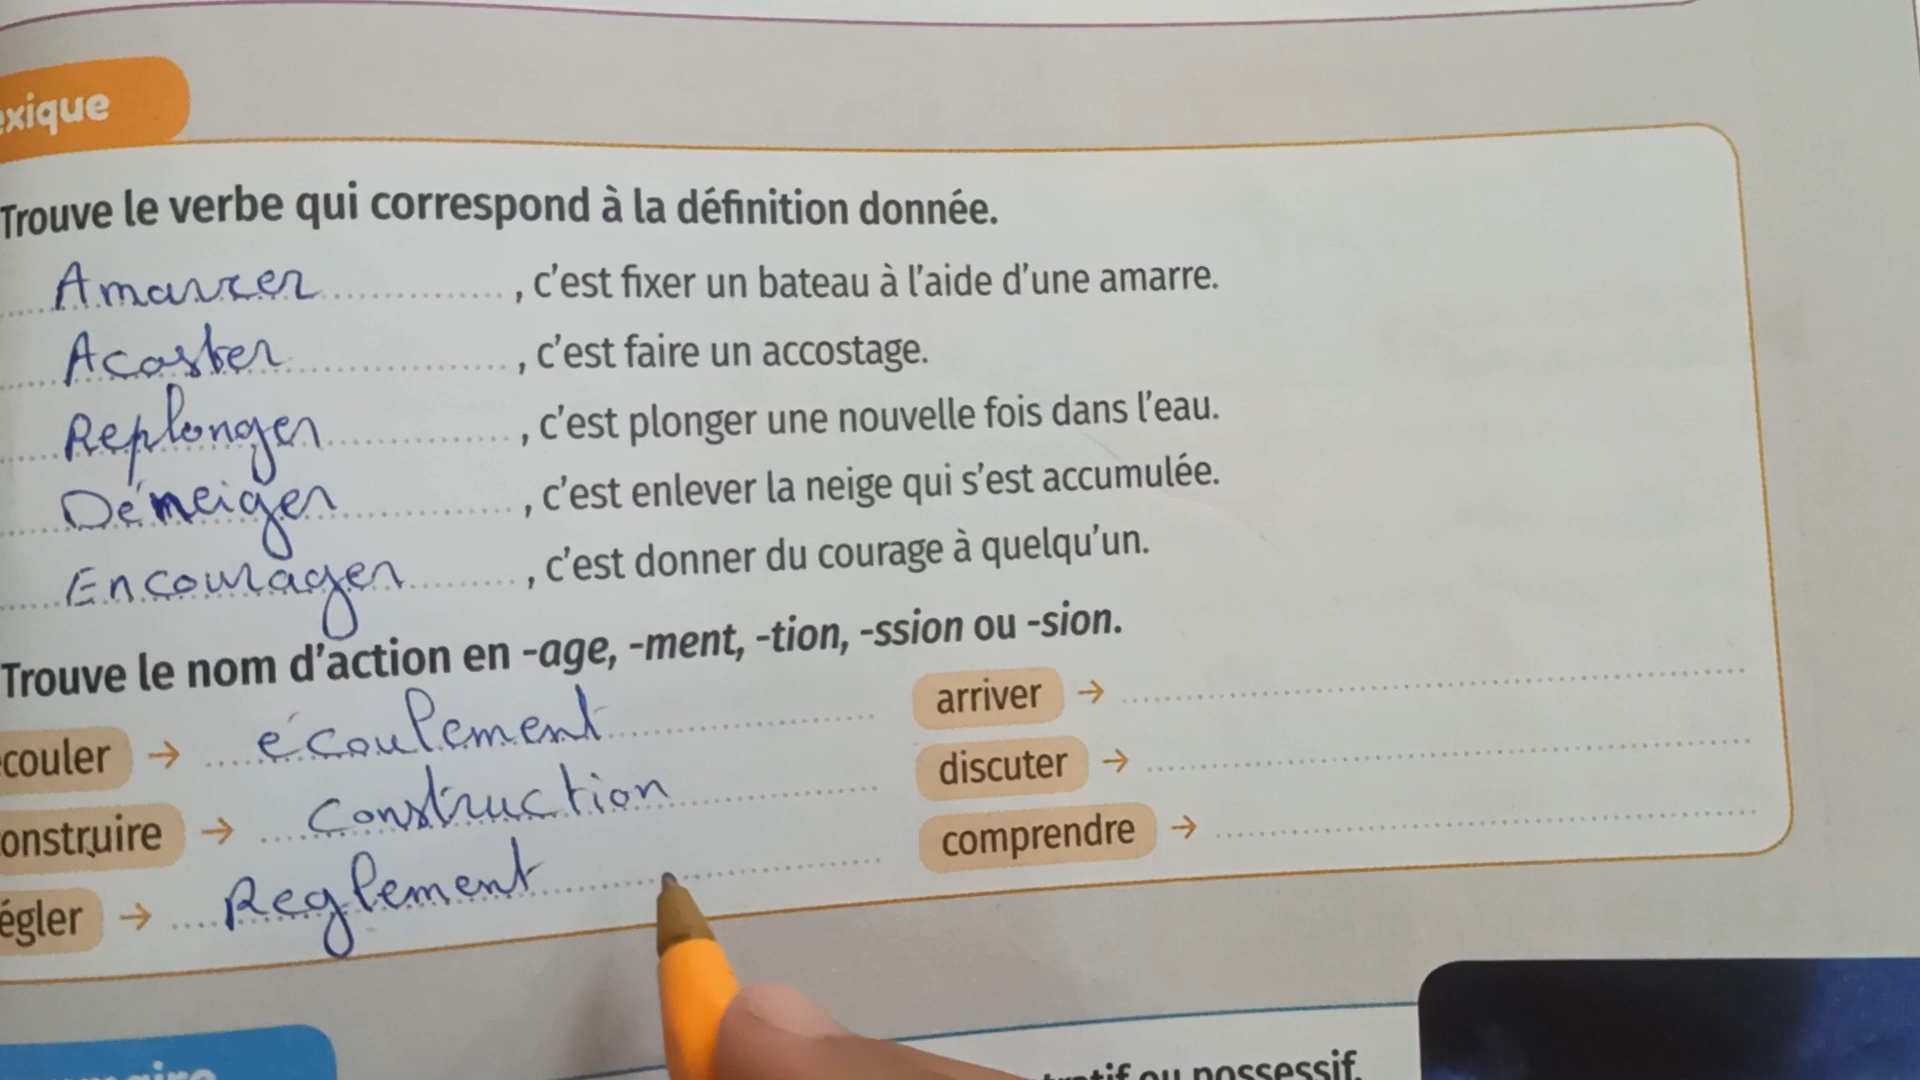 exique
Trouve le verbe qui correspond à la définition donnée.
Amarrer , c'est fixer un bateau à l'aide d'une amarre.
Acoster , c'est faire un accostage.
Replonger , c'est plonger une nouvelle fois dans l'eau.
Déneiger , c'est enlever la neige qui s'est accumulée.
Encourager , c'est donner du courage à quelqu'un.
Trouve le nom d'action en -age, -ment, -tion, -ssion ou -sion.
couler → écoulement
onstruire → construction
égler → Reglement
arriver →
discuter →
comprendre →
ou possessif.